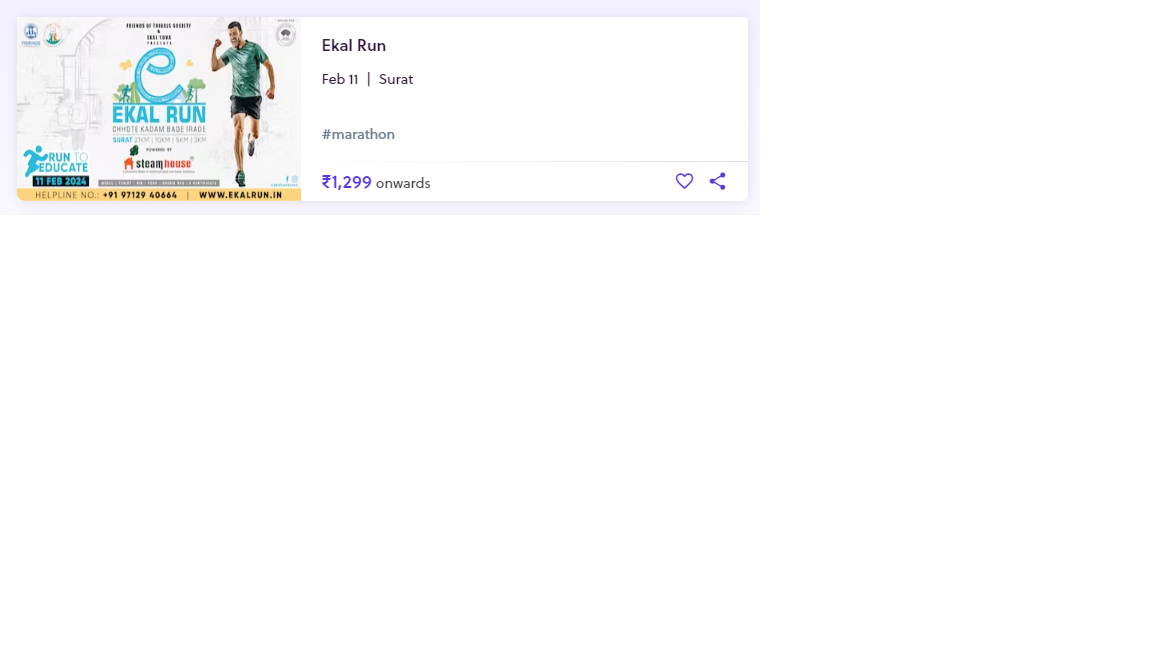 FRIENDS OF TRIBALS SOCIETY
&
EKAL YUVA
PRESENTS
e
EKAL RUN
CHHOTE KADAM BADE IRADE
SURAT 21KM | 10KM | 5KM | 3KM
POWERED BY
steamhouse
RUN TO
EDUCATE
11 FEB 2024
HELPLINE NO.: +91 97129 40664 | WWW.EKALRUN.IN
Ekal Run
Feb 11 | Surat
#marathon
₹1,299 onwards